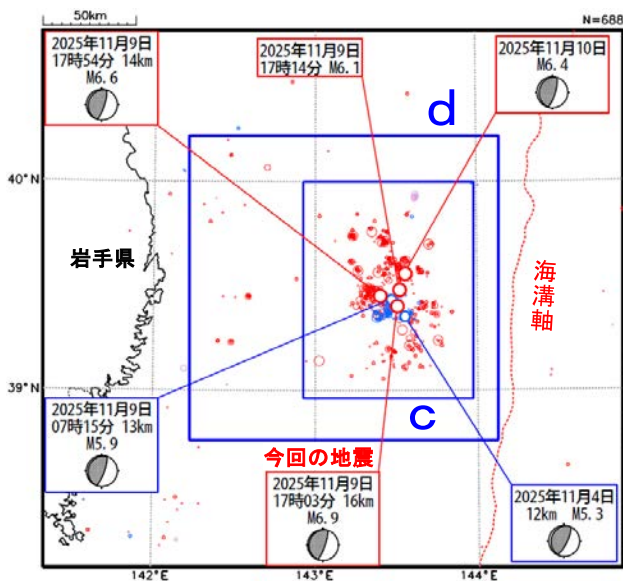 50km
N=688
2025年11月9日
17時54分 14km
M6.6
2025年11月9日
17時14分 M6.1
2025年11月10日
M6.4
d
40°N
岩手県
海溝軸
39°N
c
2025年11月9日
07時15分 13km
M5.9
今回の地震
2025年11月9日
17時03分 16km
M6.9
2025年11月4日
12km M5.3
142°E
143°E
144°E